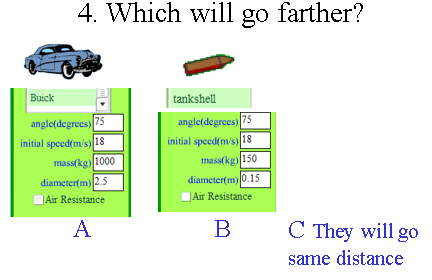 4. Which will go farther?
Buick
angle(degrees) 75
initial speed(m/s) 18
mass(kg) 1000
diameter(m) 2.5
Air Resistance
A
tankshell
angle(degrees) 75
initial speed(m/s) 18
mass(kg) 150
diameter(m) 0.15
Air Resistance
B
C They will go
same distance